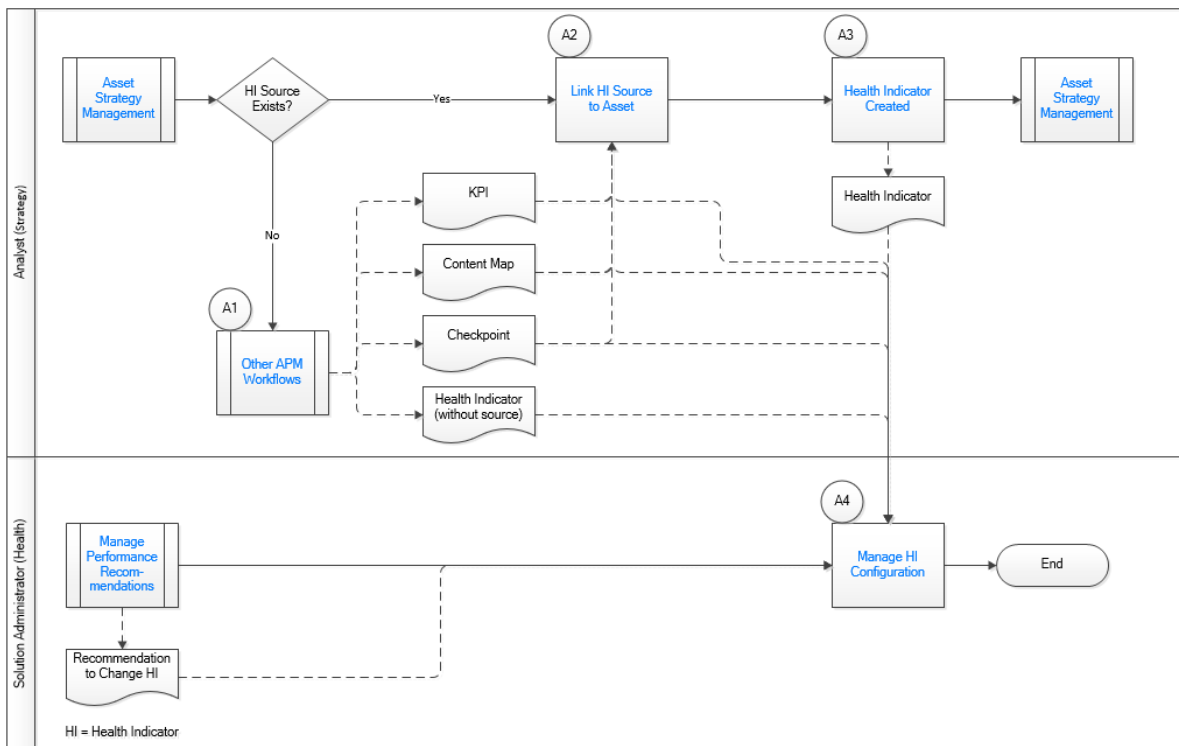 Analyst (Strategy)
A2
A3
Asset
Strategy
Management
HI Source
Exists?
Yes
Link HI Source
to Asset
Health Indicator
Created
Asset
Strategy
Management
KPI
Health Indicator
No
Content Map
A1
Checkpoint
Other APM
Workflows
Health Indicator
(without source)
Solution Administrator (Health)
A4
Manage
Performance
Recom-
mendations
Manage HI
Configuration
End
Recommendation
to Change HI
HI = Health Indicator